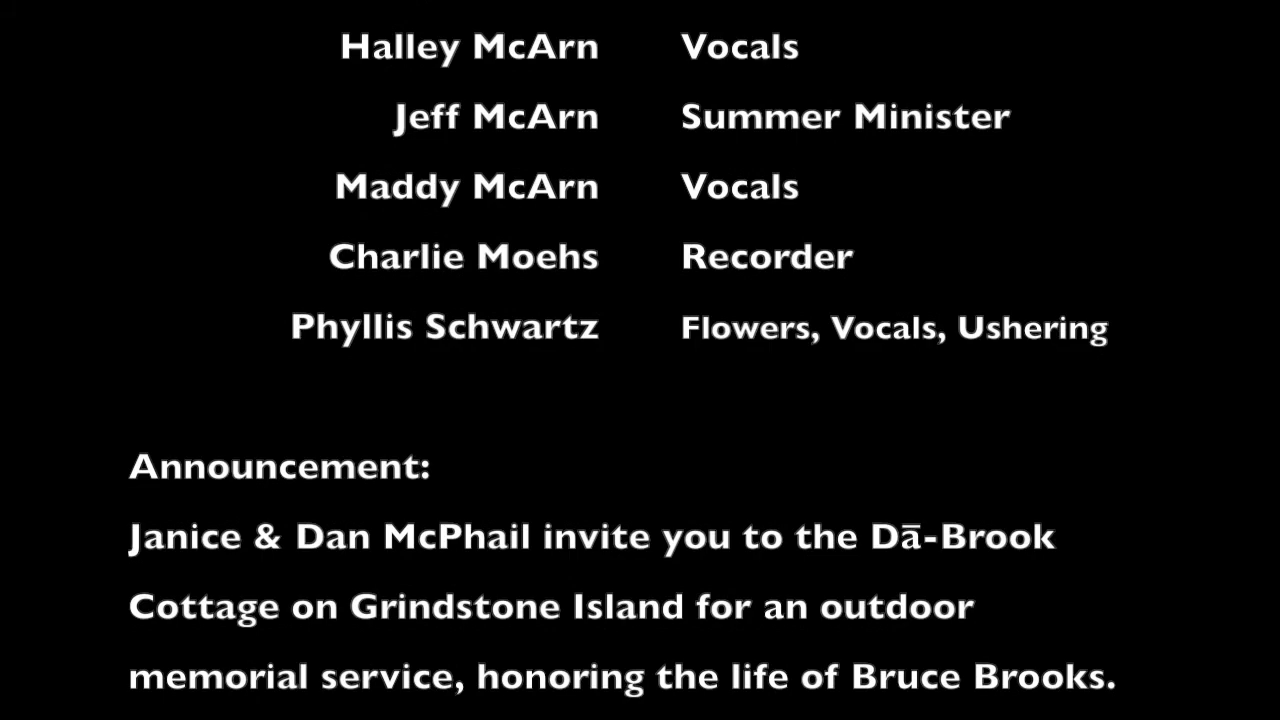 Halley McArn Vocals
Jeff McArn Summer Minister
Maddy McArn Vocals
Charlie Moehs Recorder
Phyllis Schwartz Flowers, Vocals, Ushering
Announcement:
Janice & Dan McPhail invite you to the Dā-Brook
Cottage on Grindstone Island for an outdoor
memorial service, honoring the life of Bruce Brooks.